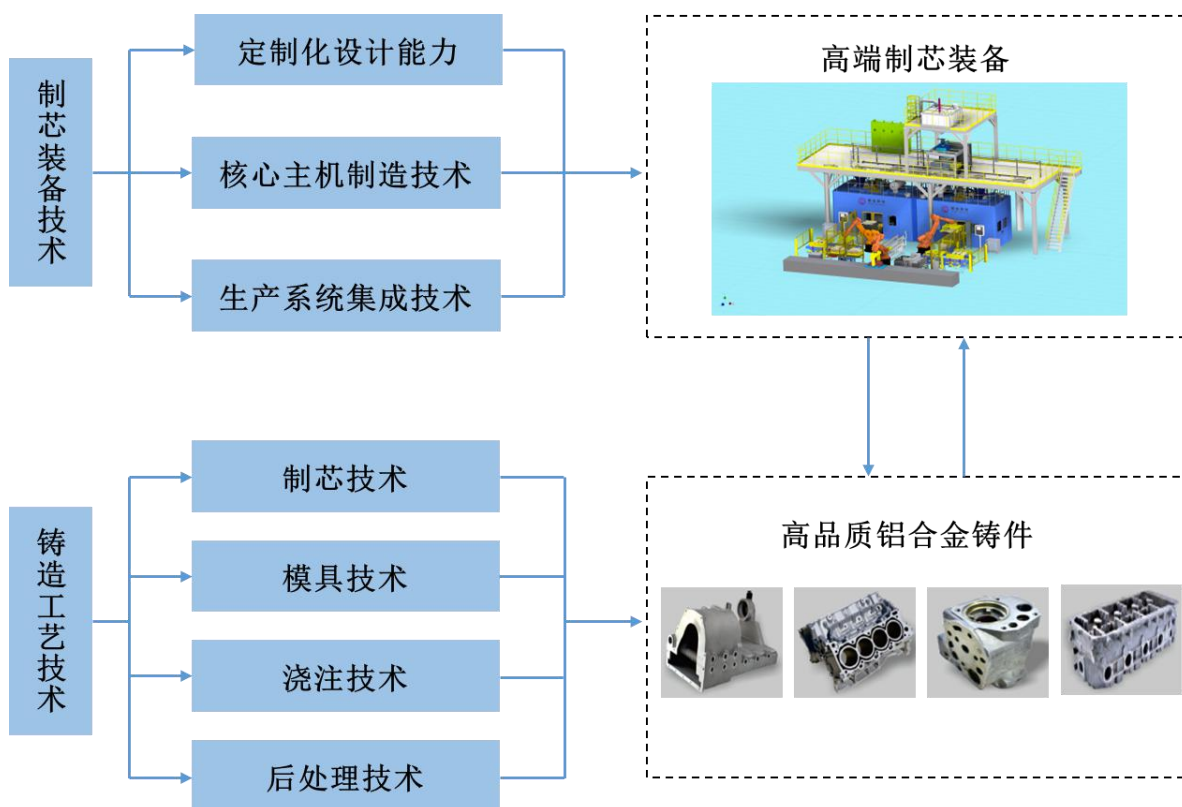 制芯装备技术
定制化设计能力
核心主机制造技术
生产系统集成技术
高端制芯装备
铸造工艺技术
制芯技术
模具技术
浇注技术
后处理技术
高品质铝合金铸件